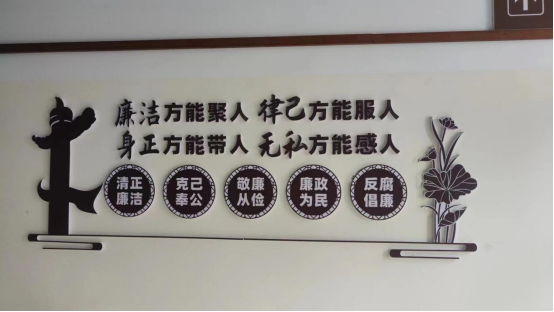 廉洁方能聚人 律己方能服人
身正方能带人 无私方能感人
清正廉洁
克己奉公
敬廉从俭
廉政为民
反腐倡廉